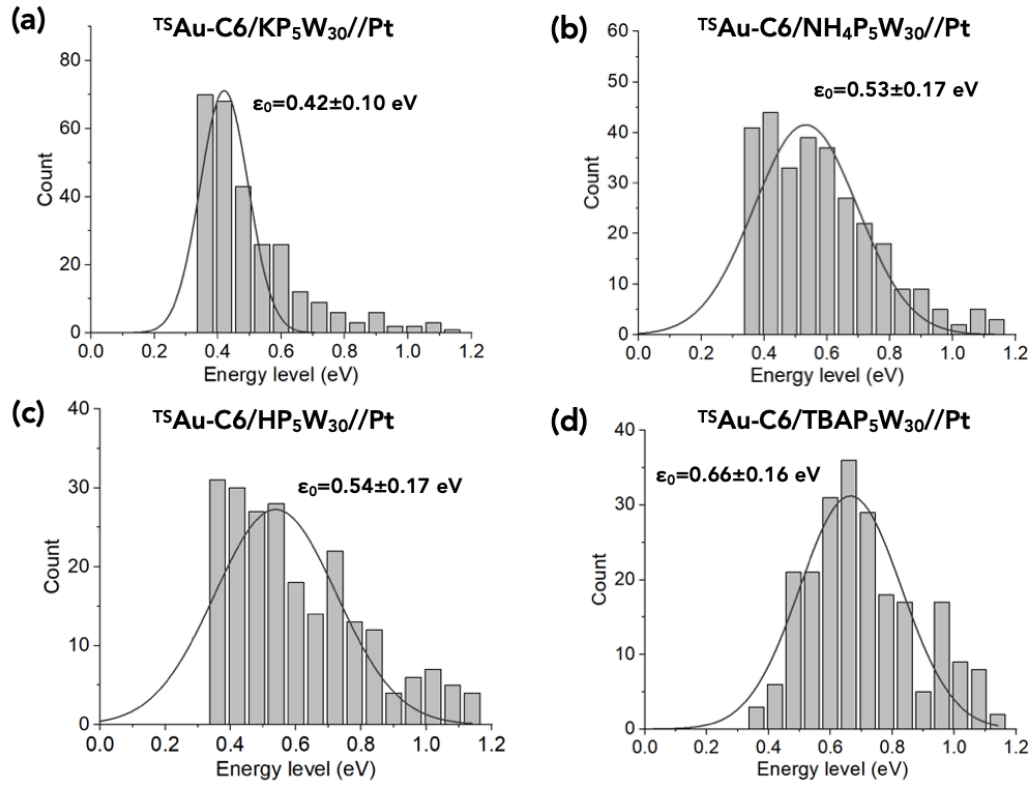 (a)
ᵀˢAu-C6/KP₅W₃₀//Pt
ε₀=0.42±0.10 eV
80
60
40
20
0
Count
0.0 0.2 0.4 0.6 0.8 1.0 1.2
Energy level (eV)
(b)
ᵀˢAu-C6/NH₄P₅W₃₀//Pt
ε₀=0.53±0.17 eV
60
50
40
30
20
10
0
Count
0.0 0.2 0.4 0.6 0.8 1.0 1.2
Energy level (eV)
(c)
ᵀˢAu-C6/HP₅W₃₀//Pt
ε₀=0.54±0.17 eV
40
30
20
10
0
Count
0.0 0.2 0.4 0.6 0.8 1.0 1.2
Energy level (eV)
(d)
ᵀˢAu-C6/TBAP₅W₃₀//Pt
ε₀=0.66±0.16 eV
40
30
20
10
0
Count
0.0 0.2 0.4 0.6 0.8 1.0 1.2
Energy level (eV)